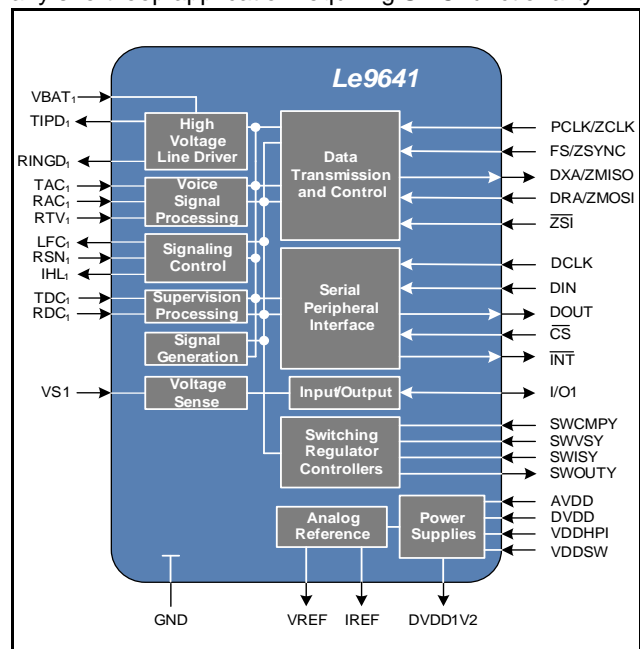 Le9641
VBAT₁
TIPD₁
RINGD₁
TAC₁
RAC₁
RTV₁
LFC₁
RSN₁
IHL₁
TDC₁
RDC₁
VS1
High
Voltage
Line Driver
Voice
Signal
Processing
Signaling
Control
Supervision
Processing
Signal
Generation
Voltage
Sense
Data
Transmission
and Control
Serial
Peripheral
Interface
Input/Output
Switching
Regulator
Controllers
Analog
Reference
Power
Supplies
PCLK/ZCLK
FS/ZSYNC
DXA/ZMISO
DRA/ZMOSI
Z̅S̅I̅
DCLK
DIN
DOUT
C̅S̅
I̅N̅T̅
I/O1
SWCMPY
SWVSY
SWISY
SWOUTY
AVDD
DVDD
VDDHPI
VDDSW
GND
VREF
IREF
DVDD1V2